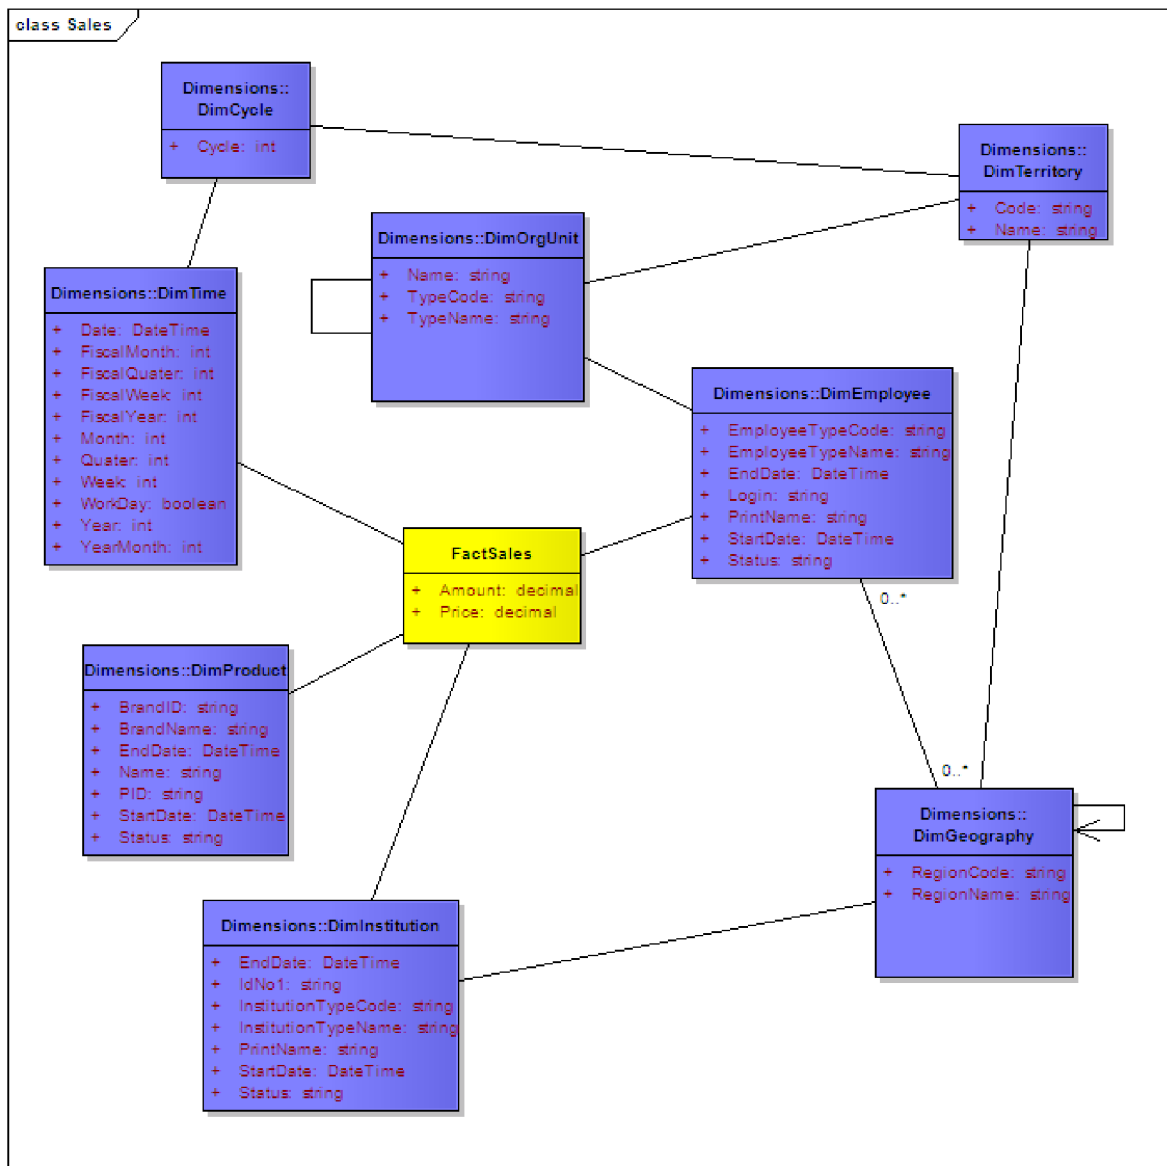 class Sales
Dimensions::
DimCycle
+ Cycle: int
Dimensions::
DimTerritory
+ Code: string
+ Name: string
Dimensions::DimOrgUnit
+ Name: string
+ TypeCode: string
+ TypeName: string
Dimensions::DimTime
+ Date: DateTime
+ FiscalMonth: int
+ FiscalQuater: int
+ FiscalWeek: int
+ FiscalYear: int
+ Month: int
+ Quater: int
+ Week: int
+ WorkDay: boolean
+ Year: int
+ YearMonth: int
Dimensions::DimEmployee
+ EmployeeTypeCode: string
+ EmployeeTypeName: string
+ EndDate: DateTime
+ Login: string
+ PrintName: string
+ StartDate: DateTime
+ Status: string
0..*
FactSales
+ Amount: decimal
+ Price: decimal
Dimensions::DimProduct
+ BrandID: string
+ BrandName: string
+ EndDate: DateTime
+ Name: string
+ PID: string
+ StartDate: DateTime
+ Status: string
0..*
Dimensions::
DimGeography
+ RegionCode: string
+ RegionName: string
Dimensions::DimInstitution
+ EndDate: DateTime
+ IdNo1: string
+ InstitutionTypeCode: string
+ InstitutionTypeName: string
+ PrintName: string
+ StartDate: DateTime
+ Status: string